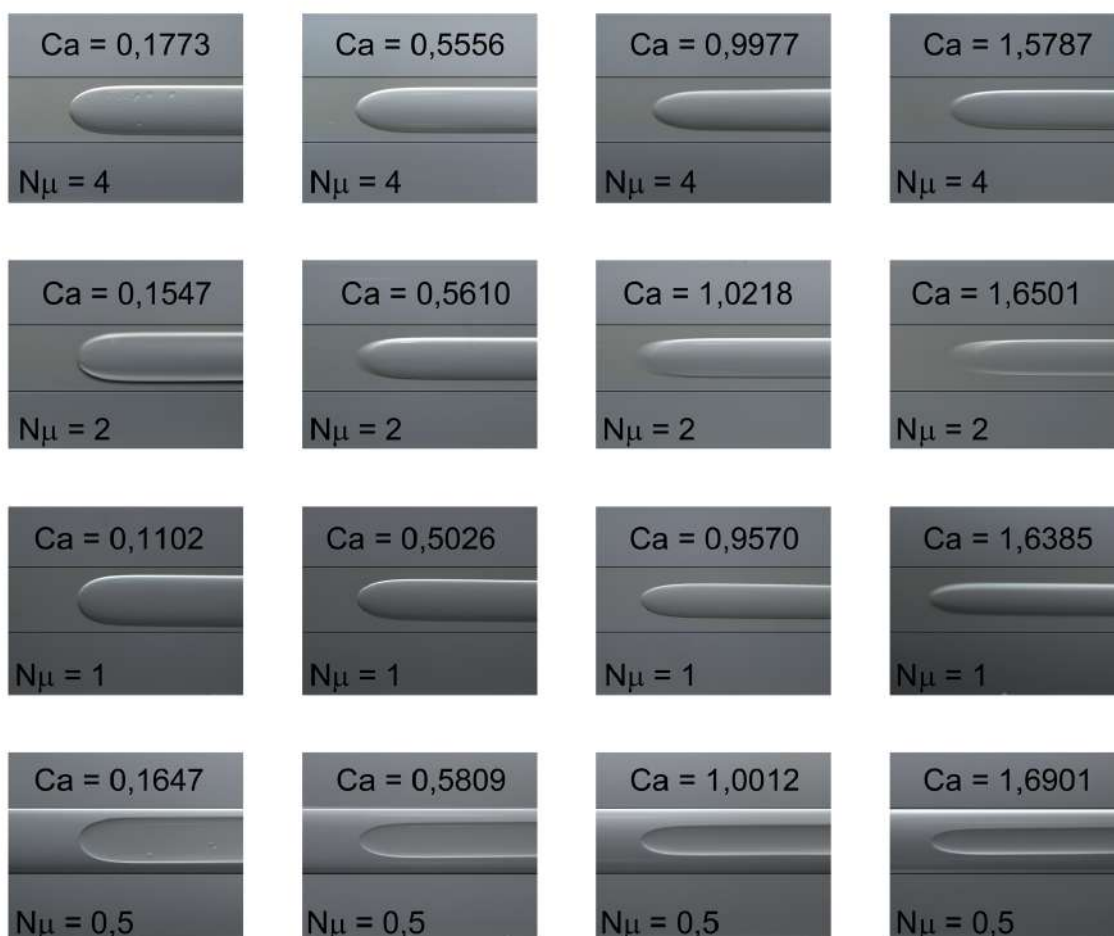 Ca = 0,1773
Ca = 0,5556
Ca = 0,9977
Ca = 1,5787
Nμ = 4
Nμ = 4
Nμ = 4
Nμ = 4
Ca = 0,1547
Ca = 0,5610
Ca = 1,0218
Ca = 1,6501
Nμ = 2
Nμ = 2
Nμ = 2
Nμ = 2
Ca = 0,1102
Ca = 0,5026
Ca = 0,9570
Ca = 1,6385
Nμ = 1
Nμ = 1
Nμ = 1
Nμ = 1
Ca = 0,1647
Ca = 0,5809
Ca = 1,0012
Ca = 1,6901
Nμ = 0,5
Nμ = 0,5
Nμ = 0,5
Nμ = 0,5